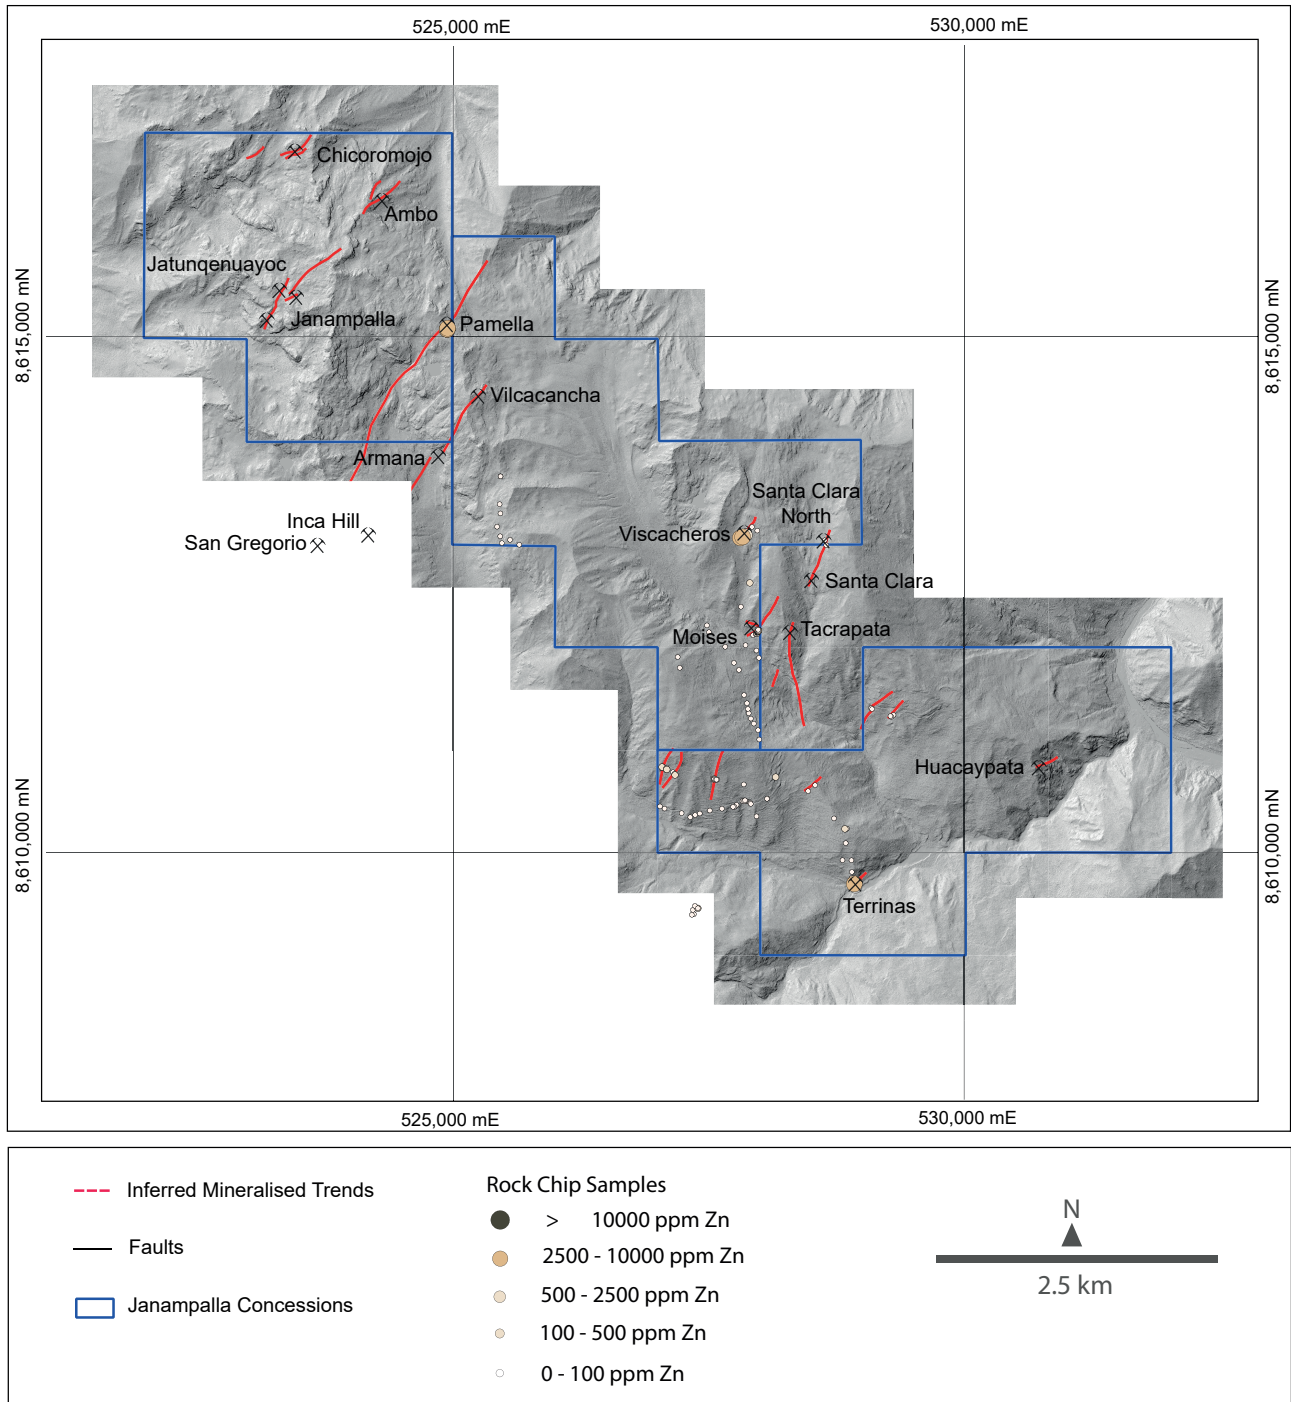 525,000 mE
530,000 mE
Chicoromojo
Ambo
Jatunqenuayoc
Janampalla
Pamella
8,615,000 mN
8,615,000 mN
Vilcacancha
Armana
Santa Clara
North
Inca Hill
San Gregorio
Viscacheros
Santa Clara
Moises
Tacrapata
Huacaypata
8,610,000 mN
8,610,000 mN
Terrinas
525,000 mE
530,000 mE
Inferred Mineralised Trends
Faults
Janampalla Concessions
Rock Chip Samples
> 10000 ppm Zn
2500 - 10000 ppm Zn
500 - 2500 ppm Zn
100 - 500 ppm Zn
0 - 100 ppm Zn
N
2.5 km